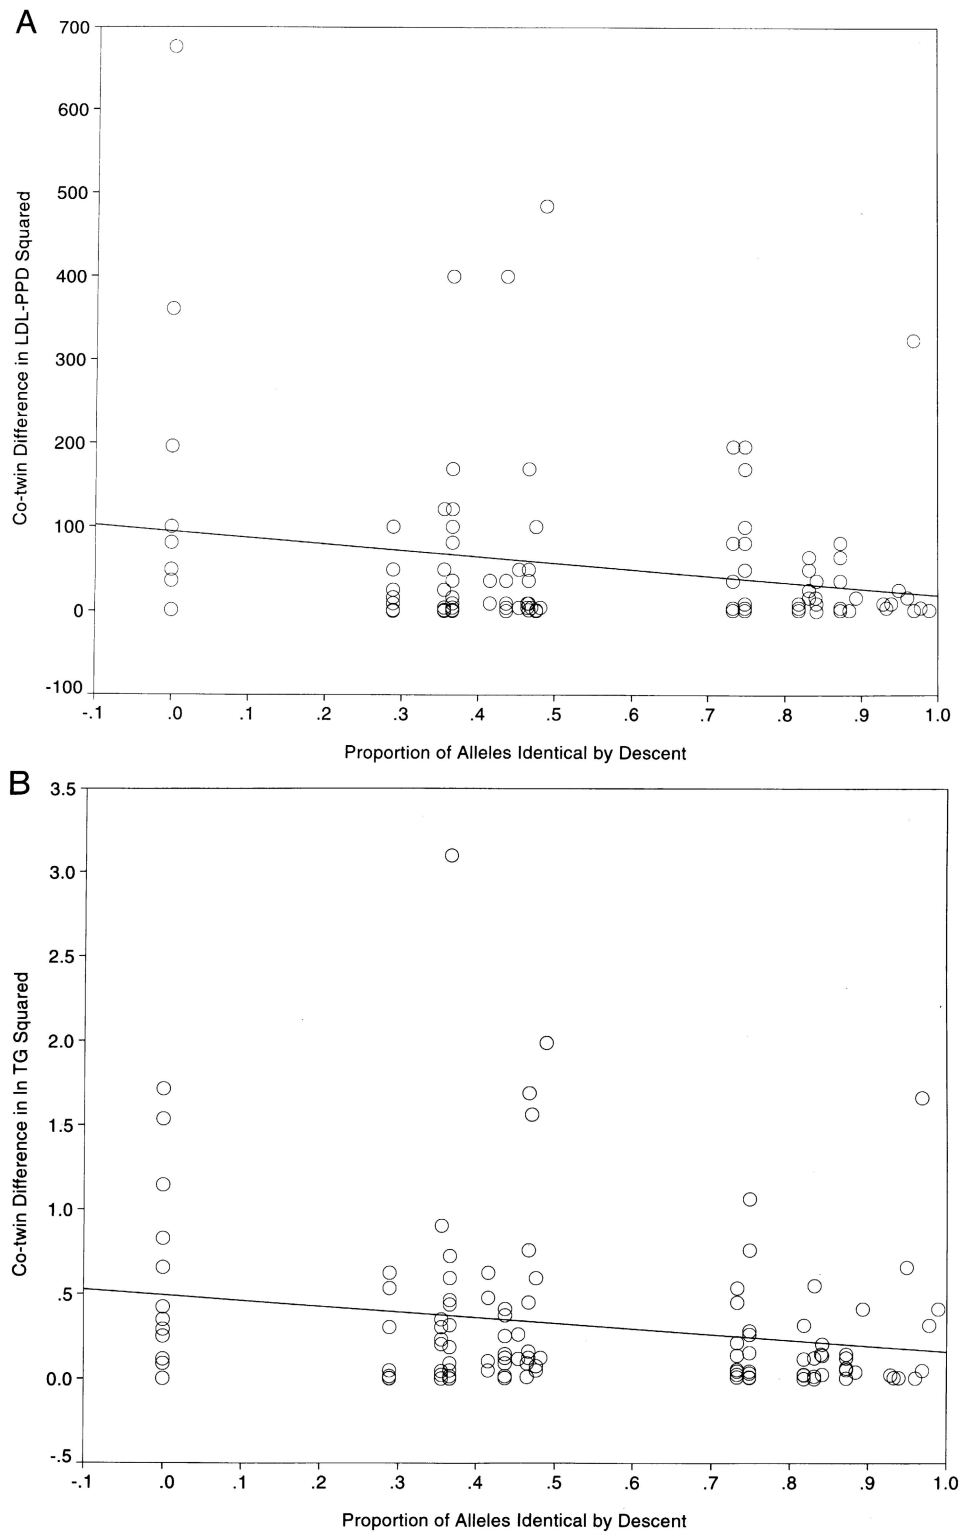 A
700
600
500
400
300
200
100
0
-100
Co-twin Difference in LDL-PPD Squared
-.1 .0 .1 .2 .3 .4 .5 .6 .7 .8 .9 1.0
Proportion of Alleles Identical by Descent
B
3.5
3.0
2.5
2.0
1.5
1.0
.5
0.0
-.5
Co-twin Difference in ln TG Squared
-.1 .0 .1 .2 .3 .4 .5 .6 .7 .8 .9 1.0
Proportion of Alleles Identical by Descent